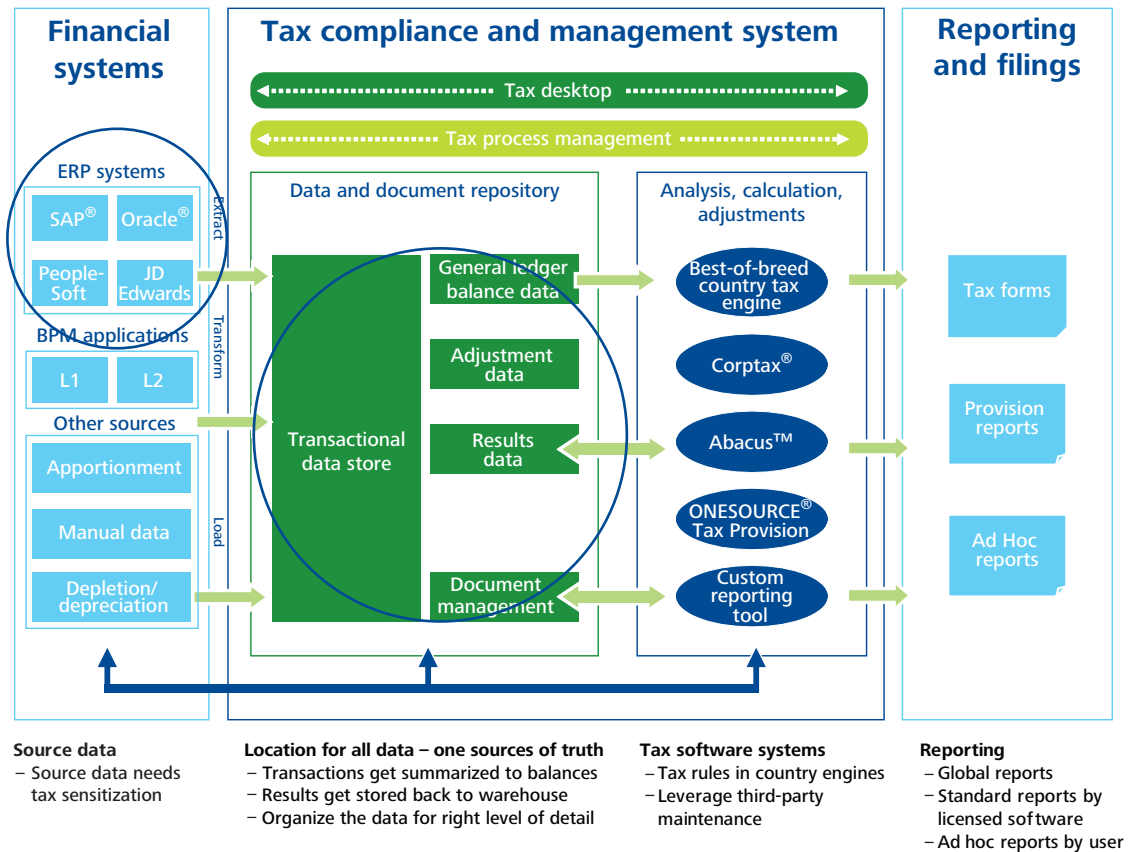 Financial
systems
Tax compliance and management system
Reporting
and filings
Tax desktop
Tax process management
ERP systems
SAP®
Oracle®
People-
Soft
JD
Edwards
BPM applications
L1
L2
Other sources
Apportionment
Manual data
Depletion/
depreciation
Extract
Transform
Load
Data and document repository
Transactional
data store
General ledger
balance data
Adjustment
data
Results
data
Document
management
Analysis, calculation,
adjustments
Best-of-breed
country tax
engine
Corptax®
Abacus™
ONESOURCE®
Tax Provision
Custom
reporting
tool
Tax forms
Provision
reports
Ad Hoc
reports
Source data
– Source data needs
tax sensitization
Location for all data – one sources of truth
– Transactions get summarized to balances
– Results get stored back to warehouse
– Organize the data for right level of detail
Tax software systems
– Tax rules in country engines
– Leverage third-party
maintenance
Reporting
– Global reports
– Standard reports by
licensed software
– Ad hoc reports by user